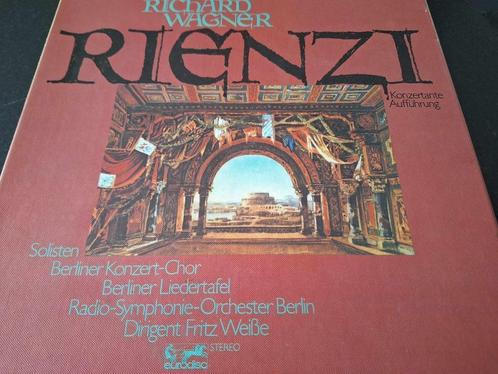 RICHARD
WAGNER
RIENZI
Konzertante
Aufführung
Solisten
Berliner Konzert-Chor
Berliner Liedertafel
Radio-Symphonie-Orchester Berlin
Dirigent Fritz Weiße
eurodisc STEREO